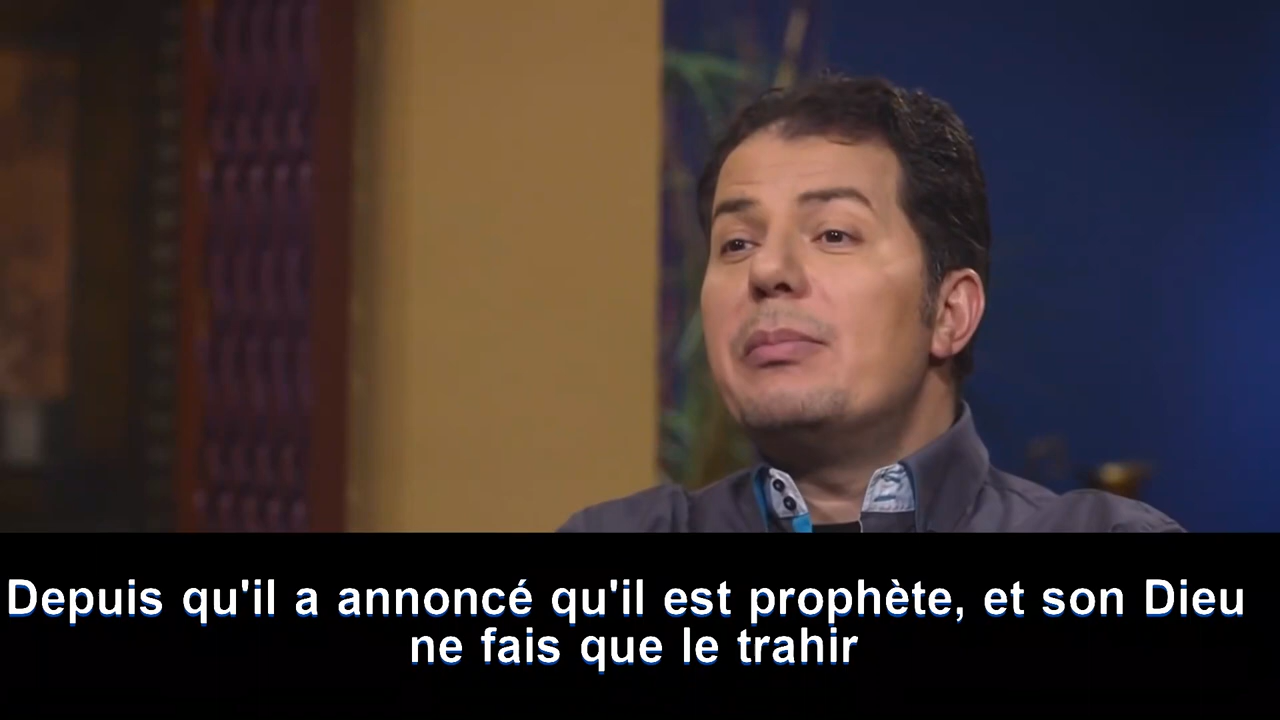 Depuis qu'il a annoncé qu'il est prophète, et son Dieu
ne fais que le trahir